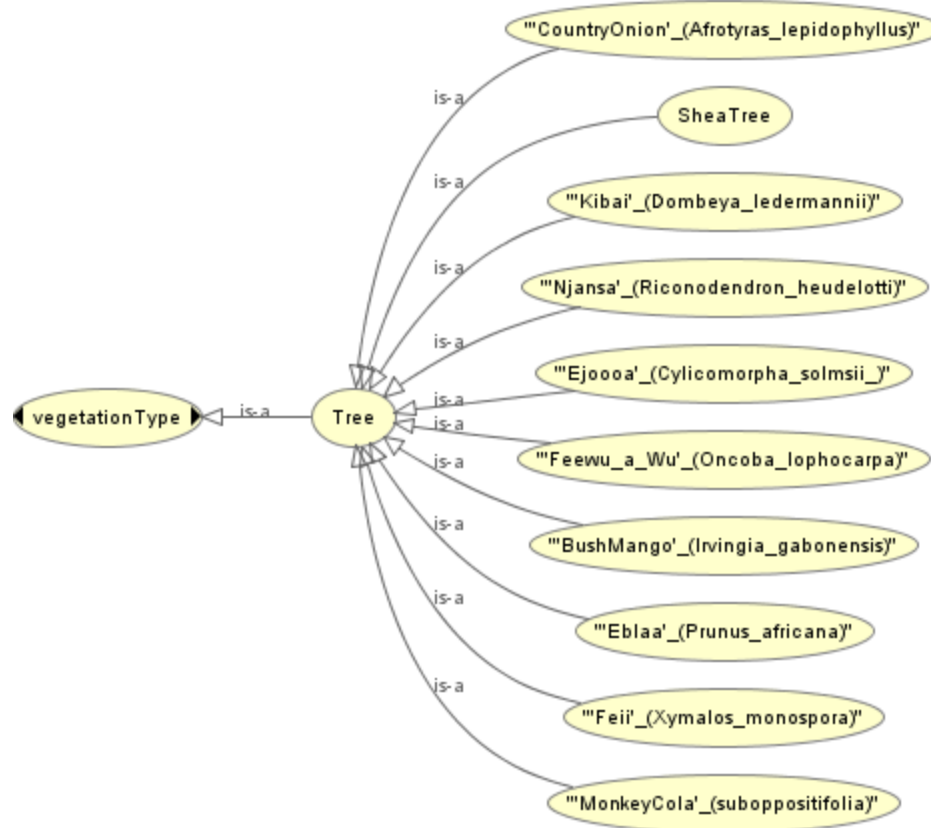 "'CountryOnion'_(Afrotyras_lepidophyllus)"
is-a
SheaTree
is-a
"'Kibai'_(Dombeya_ledermannii)"
is-a
"'Njansa'_(Riconodendron_heudelotti)"
is-a
"'Ejoooa'_(Cylicomorpha_solmsii_)"
is-a
vegetationType
is-a
Tree
is-a
"'Feewu_a_Wu'_(Oncoba_lophocarpa)"
is-a
"'BushMango'_(Irvingia_gabonensis)"
is-a
"'Eblaa'_(Prunus_africana)"
is-a
"'Feii'_(Xymalos_monospora)"
is-a
"'MonkeyCola'_(suboppositifolia)"